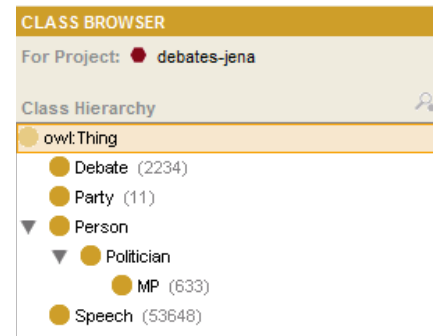 CLASS BROWSER
For Project: debates-jena
Class Hierarchy
owl:Thing
Debate (2234)
Party (11)
Person
Politician
MP (633)
Speech (53648)